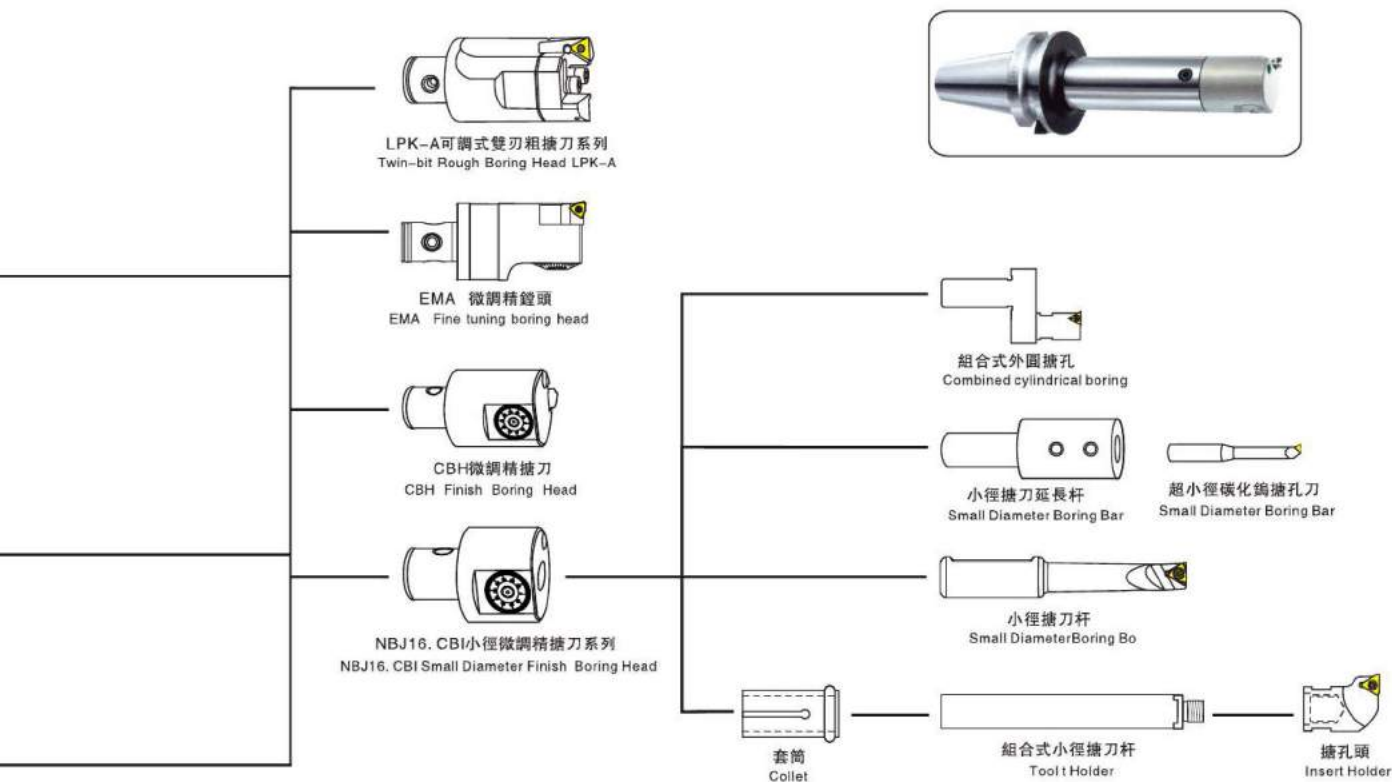 LPK-A可調式雙刃粗搪刀系列
Twin-bit Rough Boring Head LPK-A
EMA 微調精鏜頭
EMA Fine tuning boring head
CBH微調精搪刀
CBH Finish Boring Head
NBJ16. CBI小徑微調精搪刀系列
NBJ16. CBI Small Diameter Finish Boring Head
組合式外圓搪孔
Combined cylindrical boring
小徑搪刀延長杆
Small Diameter Boring Bar
超小徑碳化鎢搪孔刀
Small Diameter Boring Bar
小徑搪刀杆
Small DiameterBoring Bo
套筒
Collet
組合式小徑搪刀杆
Tool t Holder
搪孔頭
Insert Holder